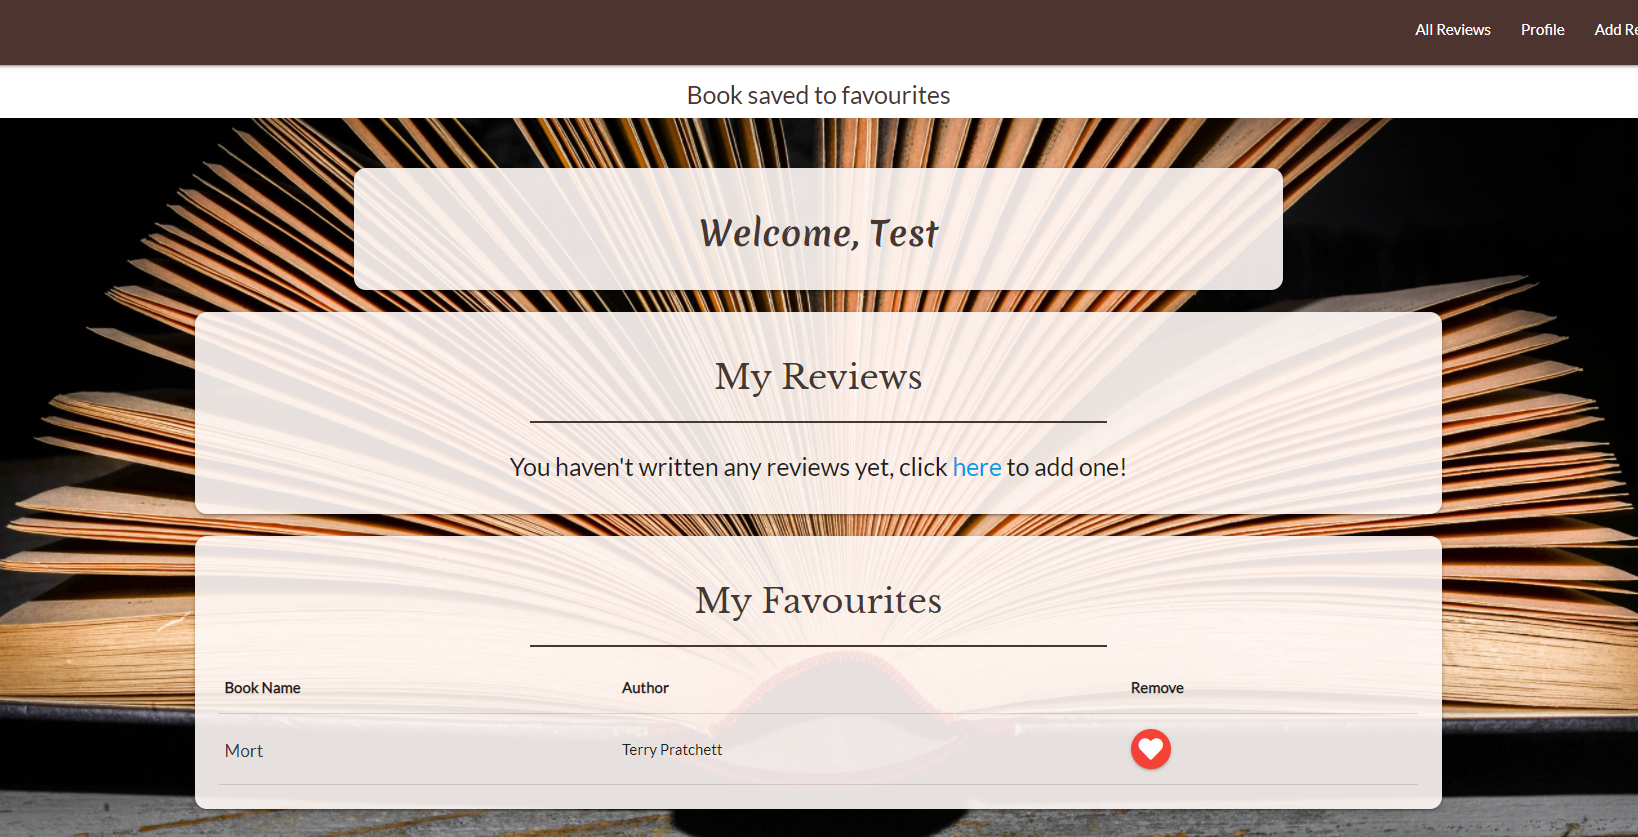 All Reviews Profile Add Re
Book saved to favourites
Welcome, Test
My Reviews
You haven't written any reviews yet, click here to add one!
My Favourites
Book Name Author Remove
Mort Terry Pratchett